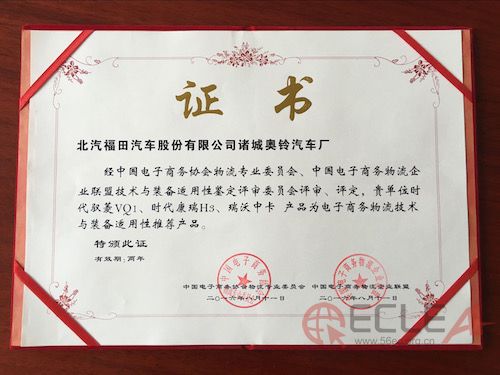 证书
北汽福田汽车股份有限公司诸城奥铃汽车厂
经中国电子商务协会物流专业委员会、中国电子商务物流企
业联盟技术与装备适用性鉴定评审委员会评审、评定，贵单位时
代驭菱VQ1、时代康瑞H3、瑞沃中卡 产品为电子商务物流技术
与装备适用性推荐产品。
特颁此证
有效期：两年
中国电子商务协会物流专业委员会 中国电子商务物流企业联盟
二〇一六年八月十一日 二〇一六年八月十一日
ECLEA
www.56ec.org.cn